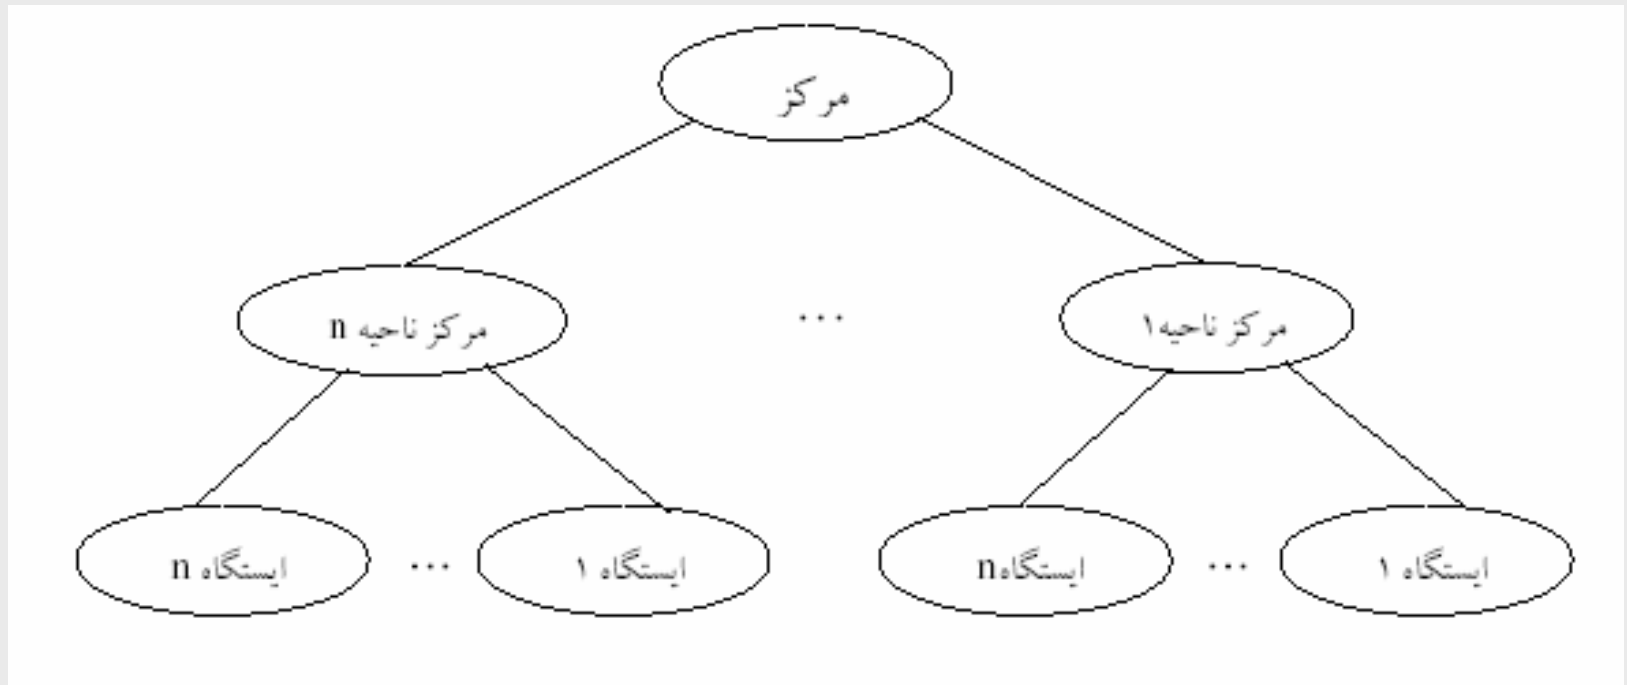 مرکز
مرکز ناحیه۱
...
مرکز ناحیه n
ایستگاه ۱
...
ایستگاهn
ایستگاه ۱
...
ایستگاه n